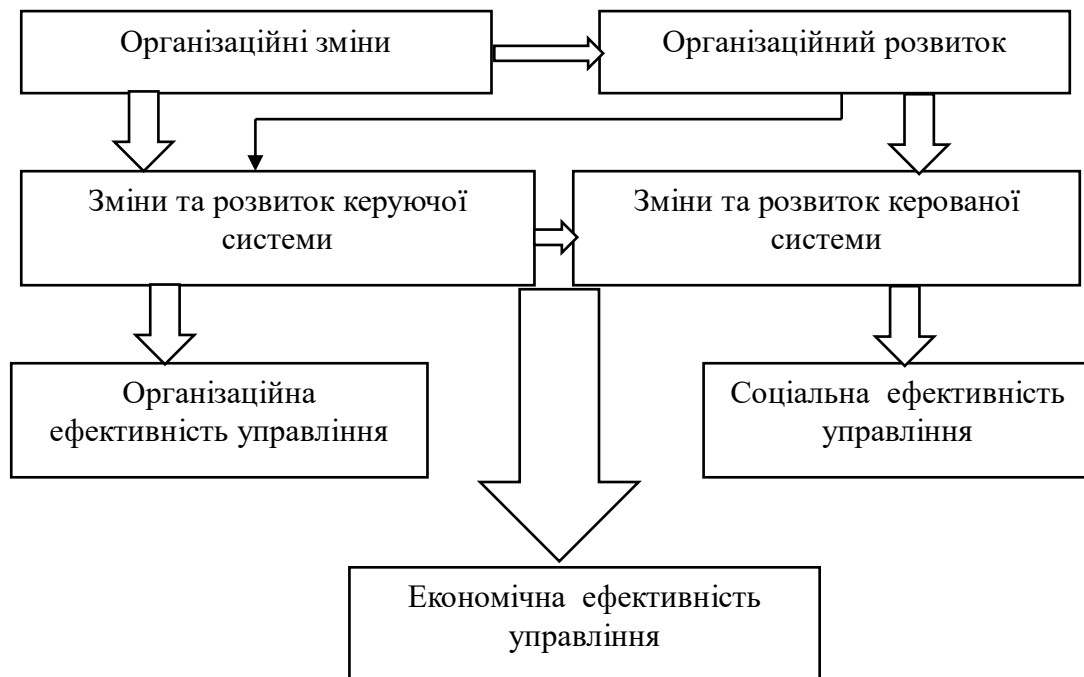 Організаційні зміни
Організаційний розвиток
Зміни та розвиток керуючої
системи
Зміни та розвиток керованої
системи
Організаційна
ефективність управління
Соціальна ефективність
управління
Економічна ефективність
управління